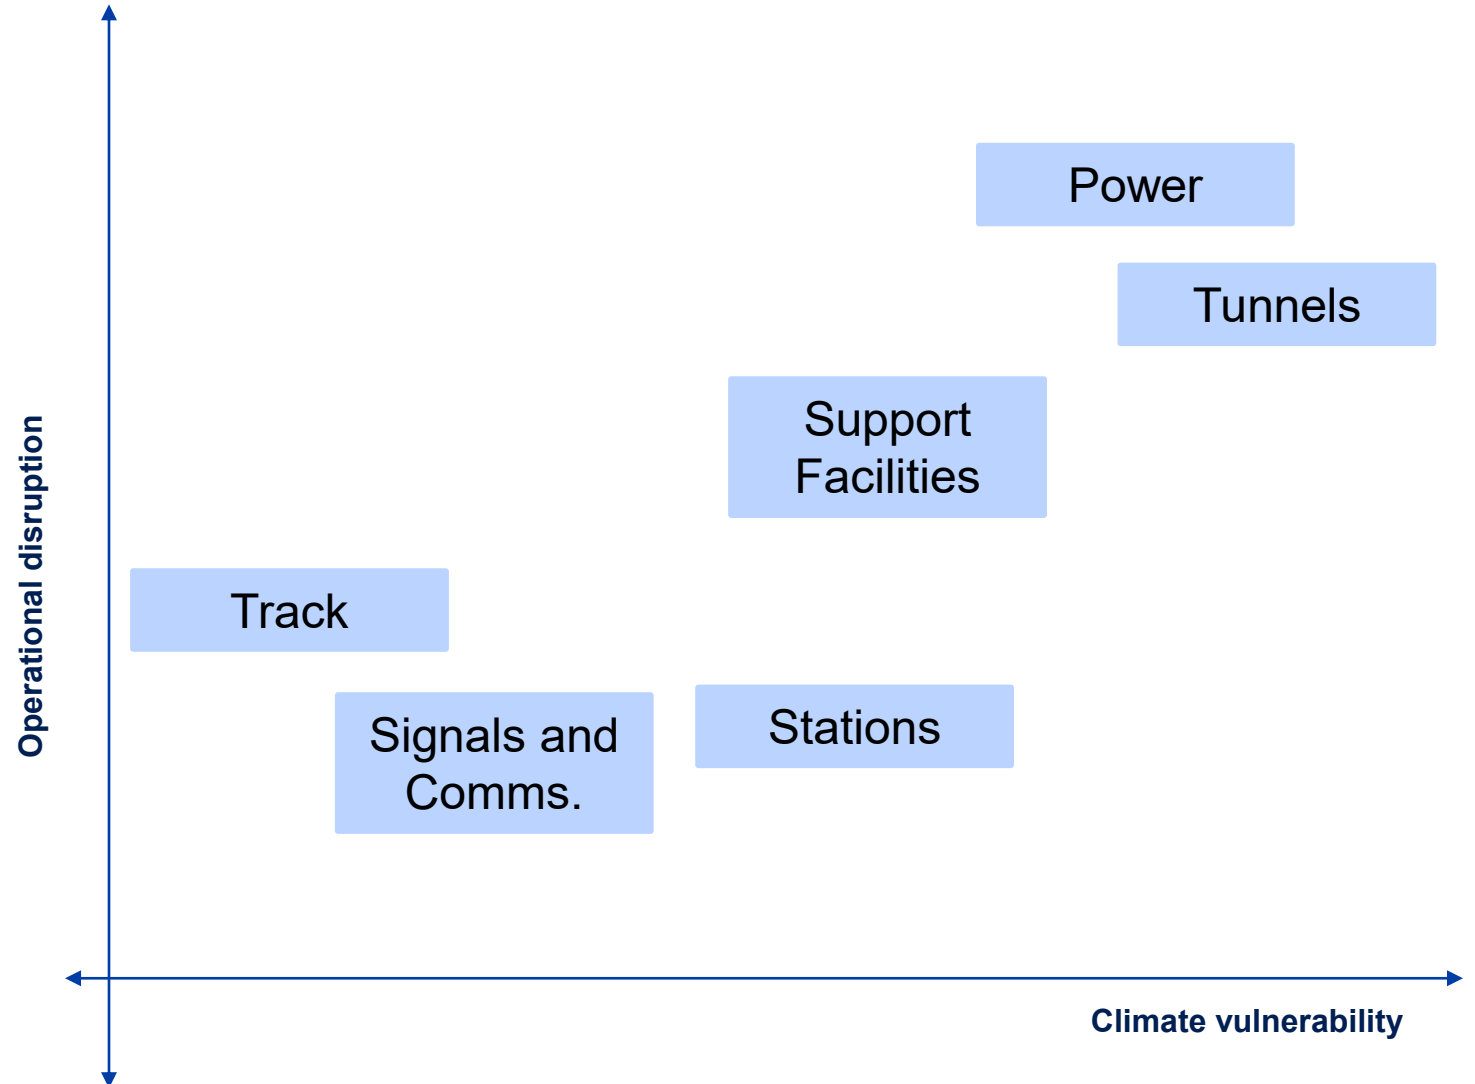 Power
Tunnels
Support
Facilities
Track
Signals and
Comms.
Stations
Operational disruption
Climate vulnerability